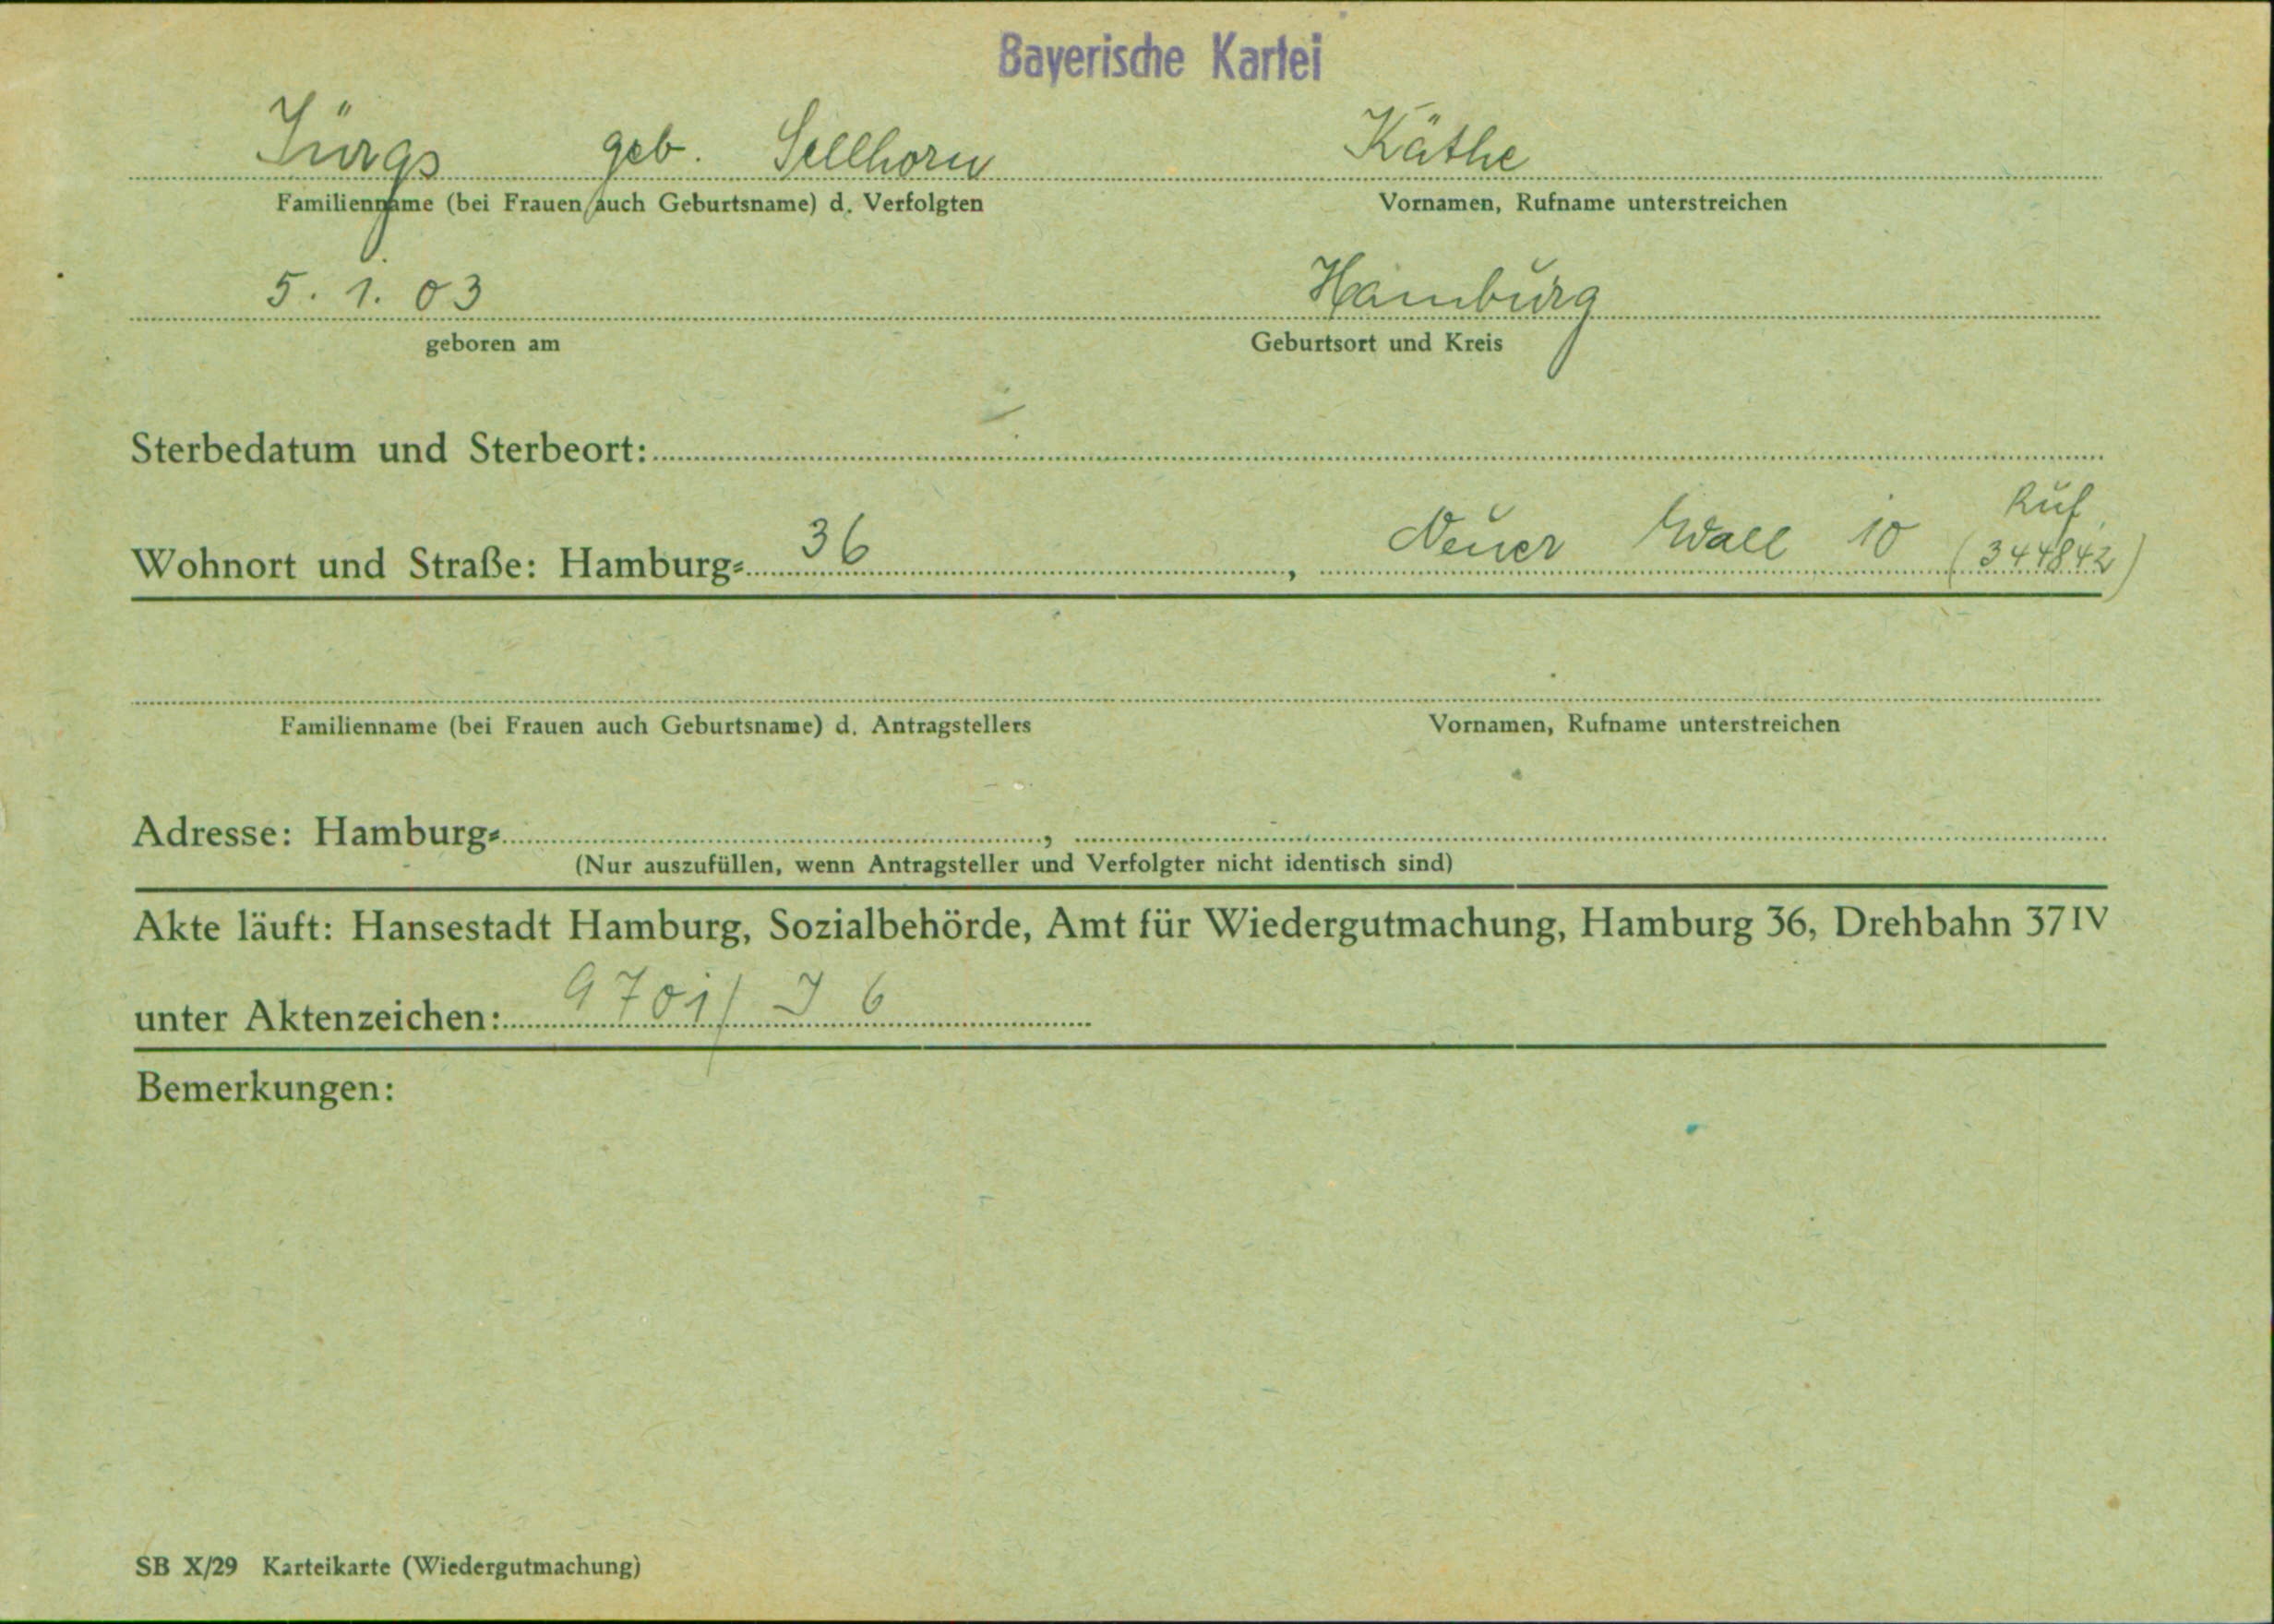 Bayerische Kartei
Jürgs geb. Sellhorn Käthe
Familienname (bei Frauen auch Geburtsname) d. Verfolgten Vornamen, Rufname unterstreichen
5. 1. 03 Hamburg
geboren am Geburtsort und Kreis
Sterbedatum und Sterbeort:
Ruf
Wohnort und Straße: Hamburg- 36, Neuer Wall 10 (344842)
Familienname (bei Frauen auch Geburtsname) d. Antragstellers Vornamen, Rufname unterstreichen
Adresse: Hamburg- ,
(Nur auszufüllen, wenn Antragsteller und Verfolgter nicht identisch sind)
Akte läuft: Hansestadt Hamburg, Sozialbehörde, Amt für Wiedergutmachung, Hamburg 36, Drehbahn 37 IV
unter Aktenzeichen: 9701/ J 6
Bemerkungen:
SB X/29 Karteikarte (Wiedergutmachung)